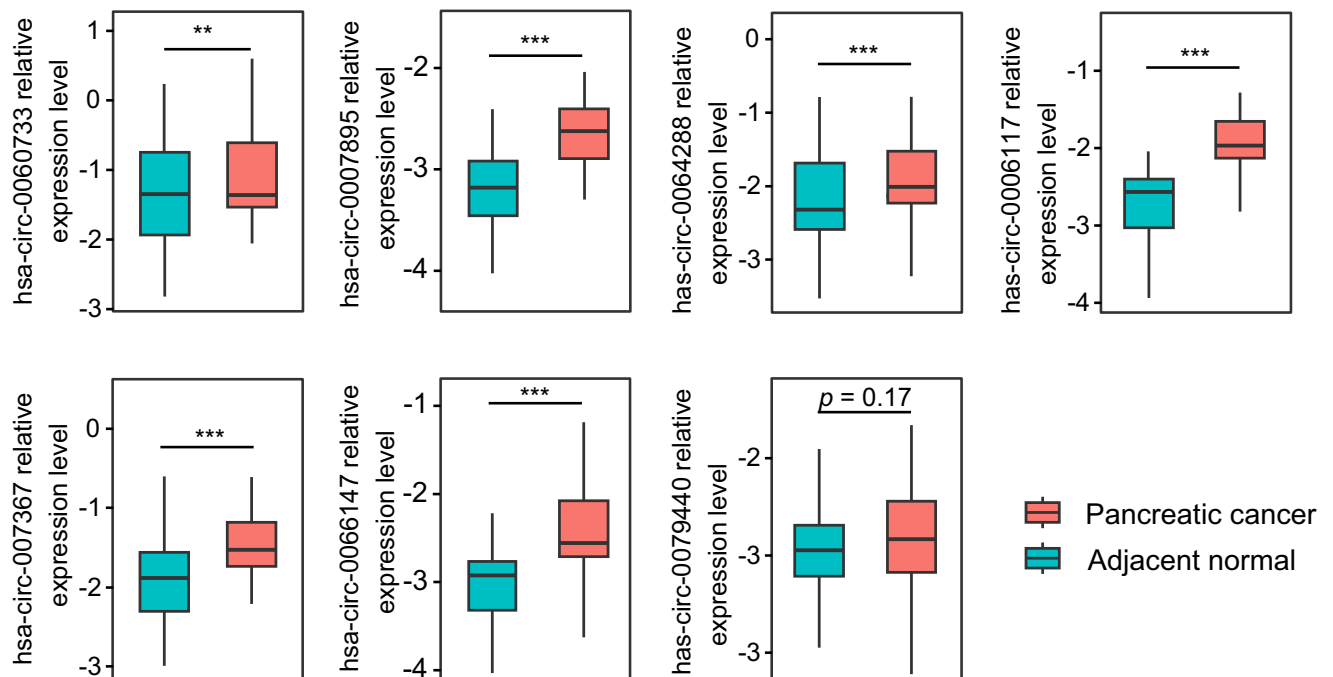 hsa-circ-0060733 relative
expression level
1
0
-1
-2
-3
**
hsa-circ-0007895 relative
expression level
-2
-3
-4
***
has-circ-0064288 relative
expression level
0
-1
-2
-3
***
has-circ-0006117 relative
expression level
-1
-2
-3
-4
***
hsa-circ-007367 relative
expression level
0
-1
-2
-3
***
hsa-circ-0066147 relative
expression level
-1
-2
-3
-4
***
has-circ-0079440 relative
expression level
-2
-3
-3
p = 0.17
Pancreatic cancer
Adjacent normal